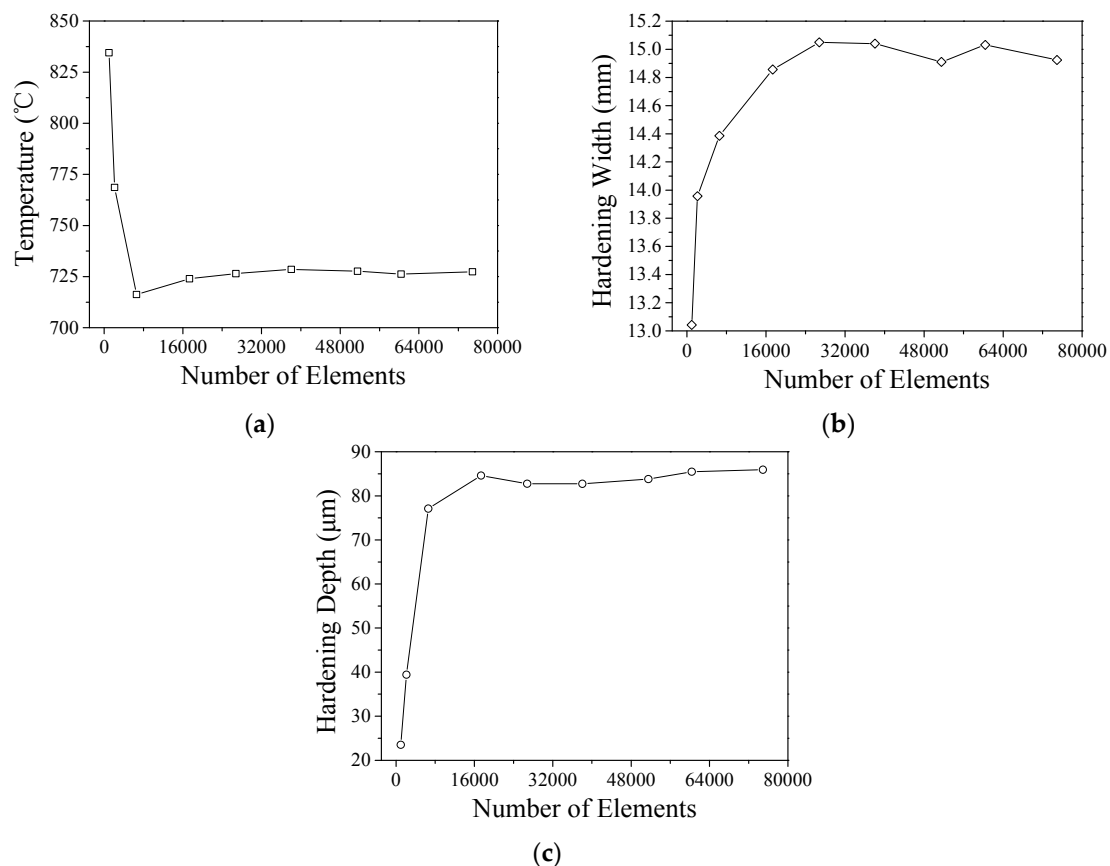 850
825
800
775
750
725
700
Temperature (℃)
0 16000 32000 48000 64000 80000
Number of Elements
(a)
15.2
15.0
14.8
14.6
14.4
14.2
14.0
13.8
13.6
13.4
13.2
13.0
Hardening Width (mm)
0 16000 32000 48000 64000 80000
Number of Elements
(b)
90
80
70
60
50
40
30
20
Hardening Depth (μm)
0 16000 32000 48000 64000 80000
Number of Elements
(c)